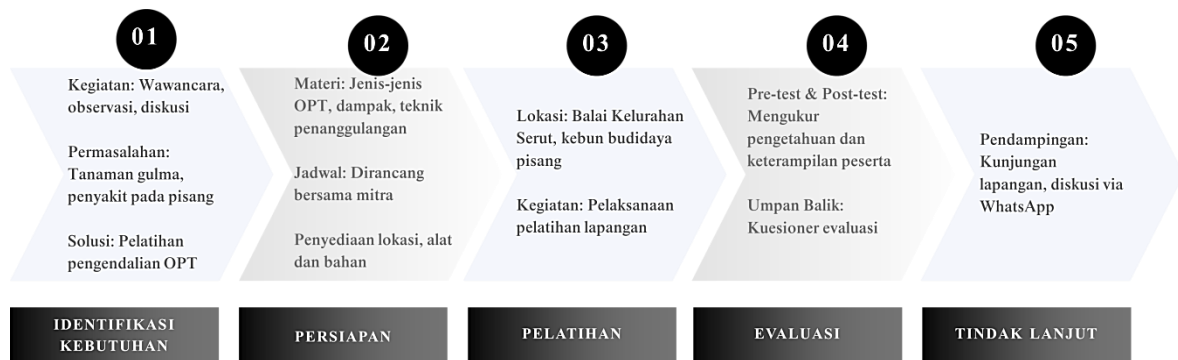 01
Kegiatan: Wawancara,
observasi, diskusi
Permasalahan:
Tanaman gulma,
penyakit pada pisang
Solusi: Pelatihan
pengendalian OPT
IDENTIFIKASI
KEBUTUHAN
02
Materi: Jenis-jenis
OPT, dampak, teknik
penanggulangan
Jadwal: Dirancang
bersama mitra
Penyediaan lokasi, alat
dan bahan
PERSIAPAN
03
Lokasi: Balai Kelurahan
Serut, kebun budidaya
pisang
Kegiatan: Pelaksanaan
pelatihan lapangan
PELATIHAN
04
Pre-test & Post-test:
Mengukur
pengetahuan dan
keterampilan peserta
Umpan Balik:
Kuesioner evaluasi
EVALUASI
05
Pendampingan:
Kunjungan
lapangan, diskusi via
WhatsApp
TINDAK LANJUT